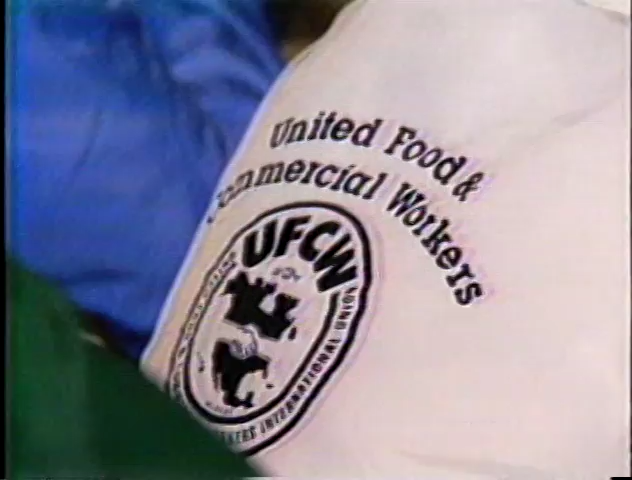 United Food &
Commercial Workers
UFCW
INTERNATIONAL UNION